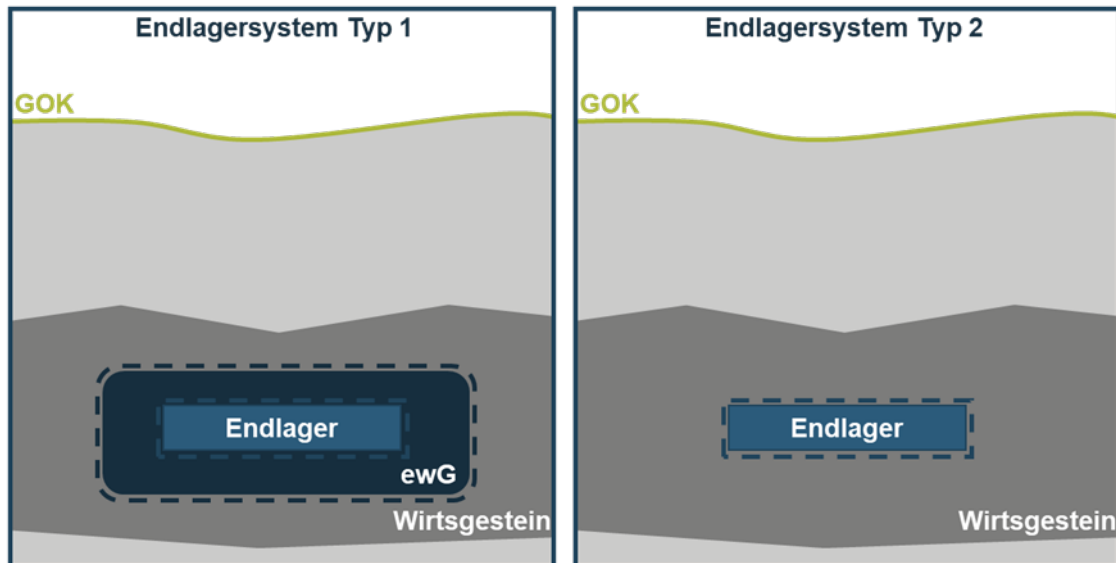 Endlagersystem Typ 1
GOK
Endlager
ewG
Wirtsgestein
Endlagersystem Typ 2
GOK
Endlager
Wirtsgestein